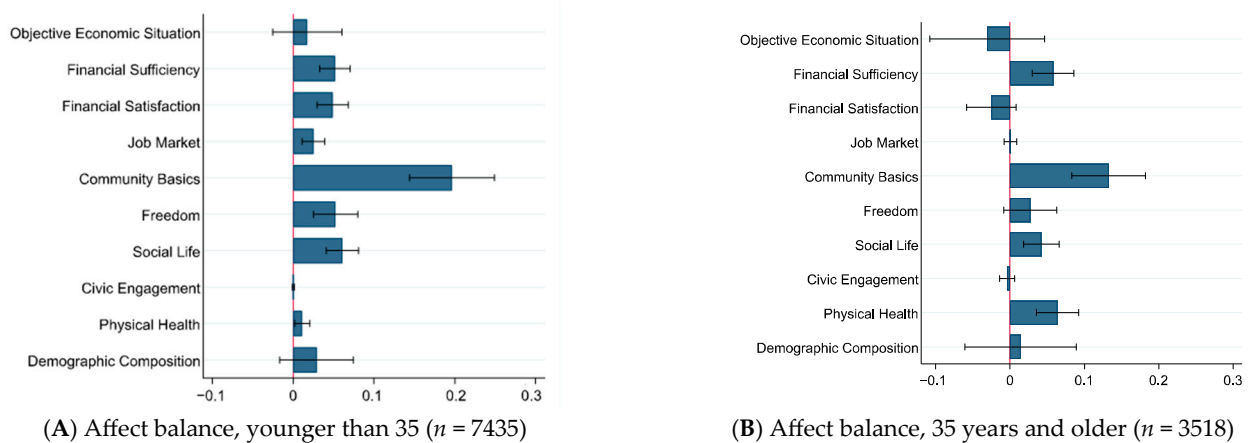 Objective Economic Situation
Financial Sufficiency
Financial Satisfaction
Job Market
Community Basics
Freedom
Social Life
Civic Engagement
Physical Health
Demographic Composition
−0.1 0 0.1 0.2 0.3
(A) Affect balance, younger than 35 (n = 7435)
Objective Economic Situation
Financial Sufficiency
Financial Satisfaction
Job Market
Community Basics
Freedom
Social Life
Civic Engagement
Physical Health
Demographic Composition
−0.1 0 0.1 0.2 0.3
(B) Affect balance, 35 years and older (n = 3518)